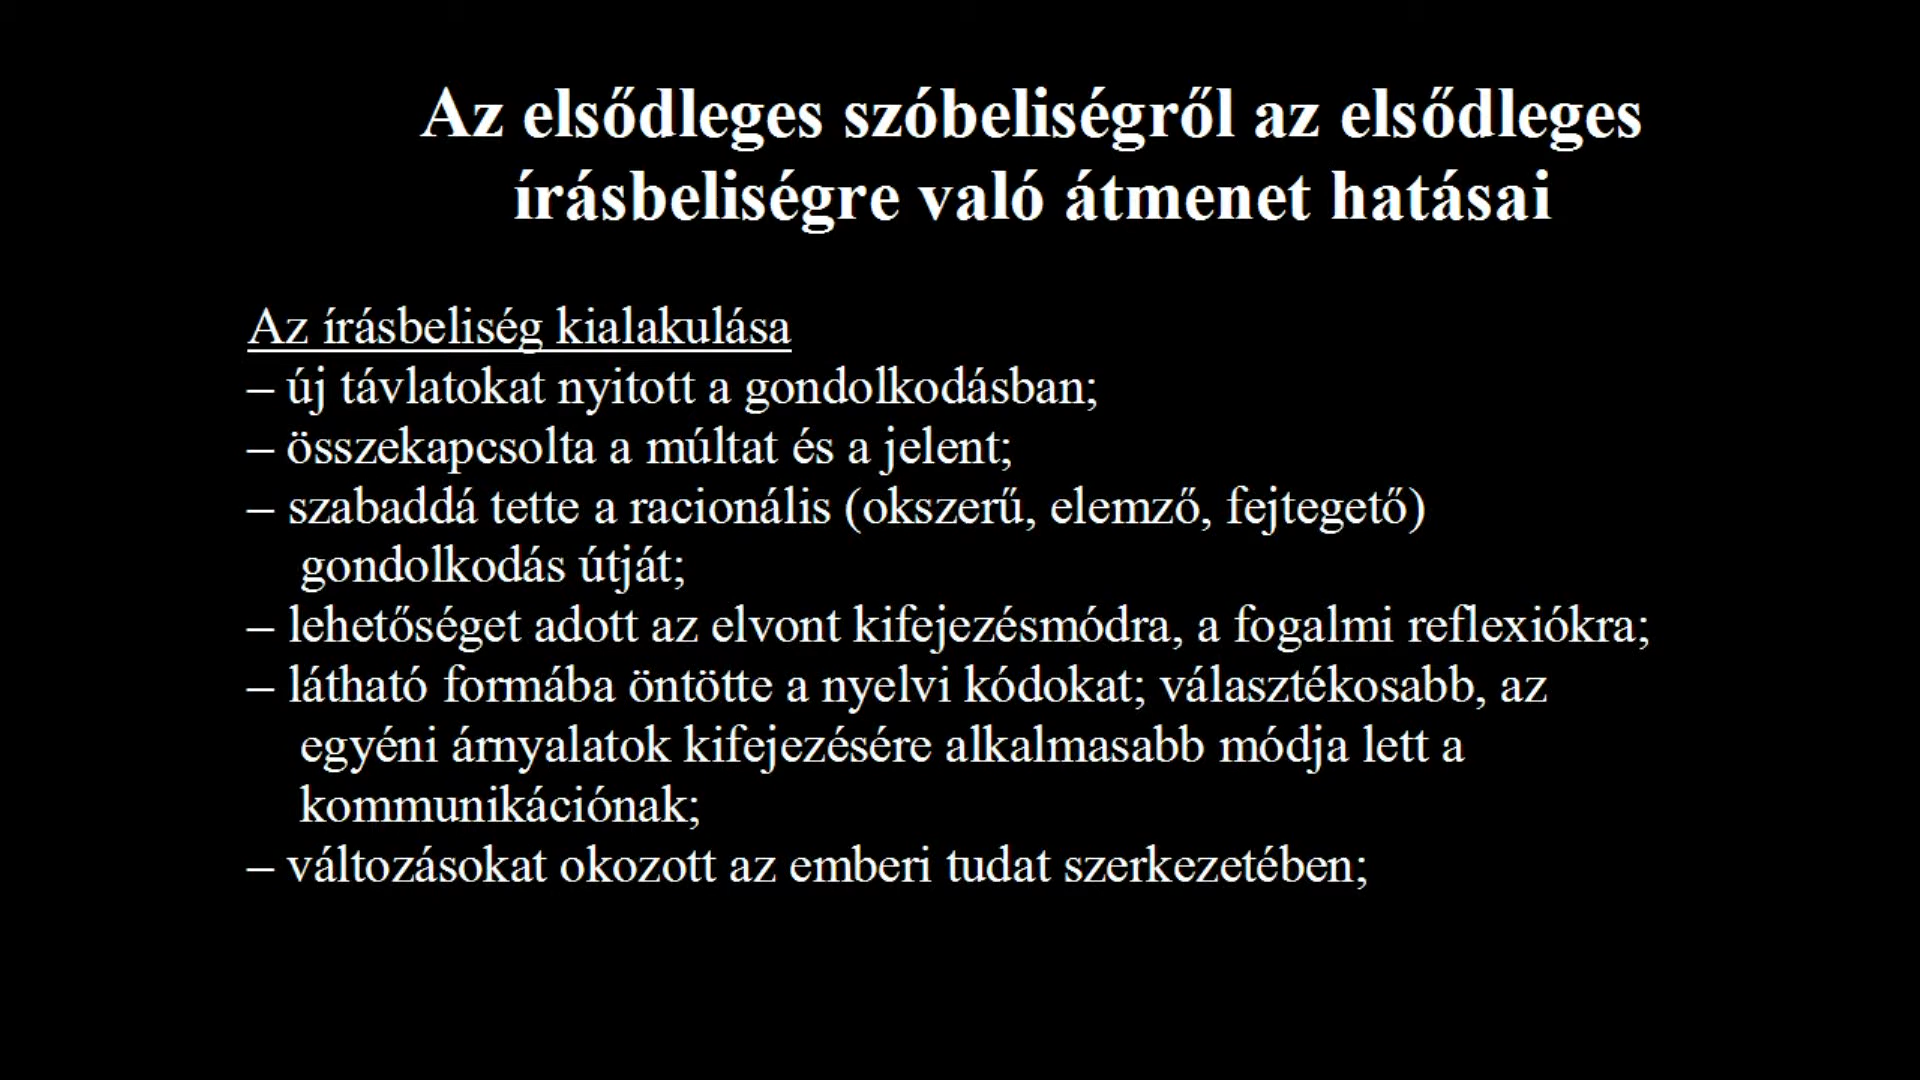 Az elsődleges szóbeliségről az elsődleges
írásbeliségre való átmenet hatásai
Az írásbeliség kialakulása
– új távlatokat nyitott a gondolkodásban;
– összekapcsolta a múltat és a jelent;
– szabaddá tette a racionális (okszerű, elemző, fejtegető)
gondolkodás útját;
– lehetőséget adott az elvont kifejezésmódra, a fogalmi reflexiókra;
– látható formába öntötte a nyelvi kódokat; választékosabb, az
egyéni árnyalatok kifejezésére alkalmasabb módja lett a
kommunikációnak;
– változásokat okozott az emberi tudat szerkezetében;